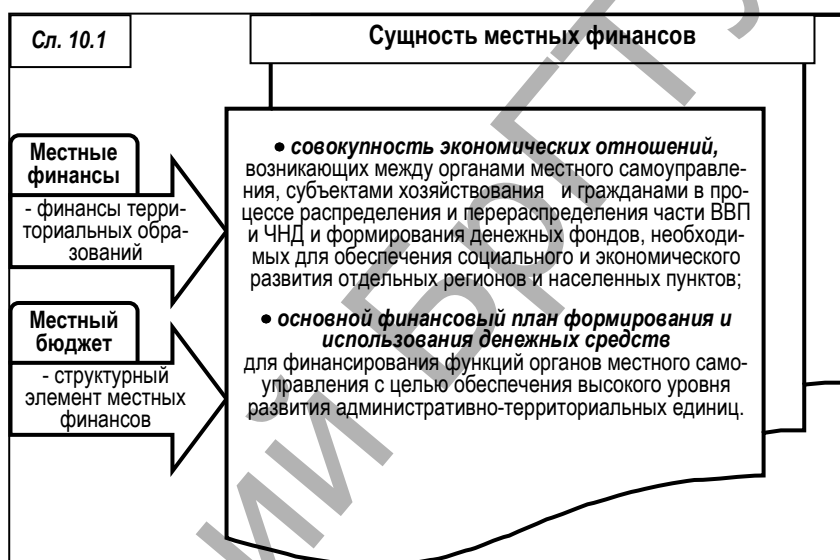 Сл. 10.1
Сущность местных финансов
Местные
финансы
- финансы терри-
ториальных обра-
зований
• совокупность экономических отношений,
возникающих между органами местного самоуправле-
ния, субъектами хозяйствования и гражданами в про-
цессе распределения и перераспределения части ВВП
и ЧНД и формирования денежных фондов, необходи-
мых для обеспечения социального и экономического
развития отдельных регионов и населенных пунктов;
Местный
бюджет
- структурный
элемент местных
финансов
• основной финансовый план формирования и
использования денежных средств
для финансирования функций органов местного само-
управления с целью обеспечения высокого уровня
развития административно-территориальных единиц.
ий БрГТУ